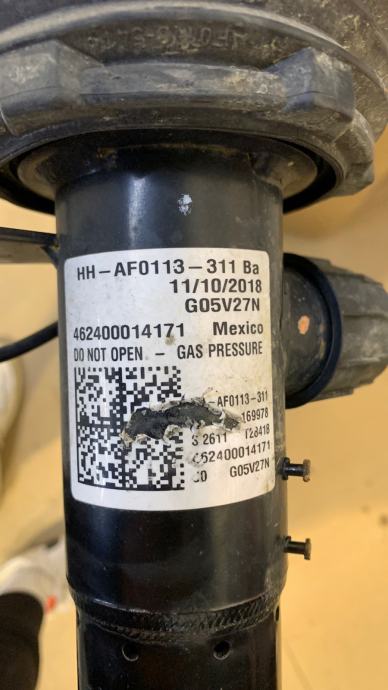 HH-AF0113-311 Ba
11/10/2018
G05V27N
462400014171 Mexico
DO NOT OPEN - GAS PRESSURE
-AF0113-311
169978
S 2611 T28418
462400014171
G05V27N